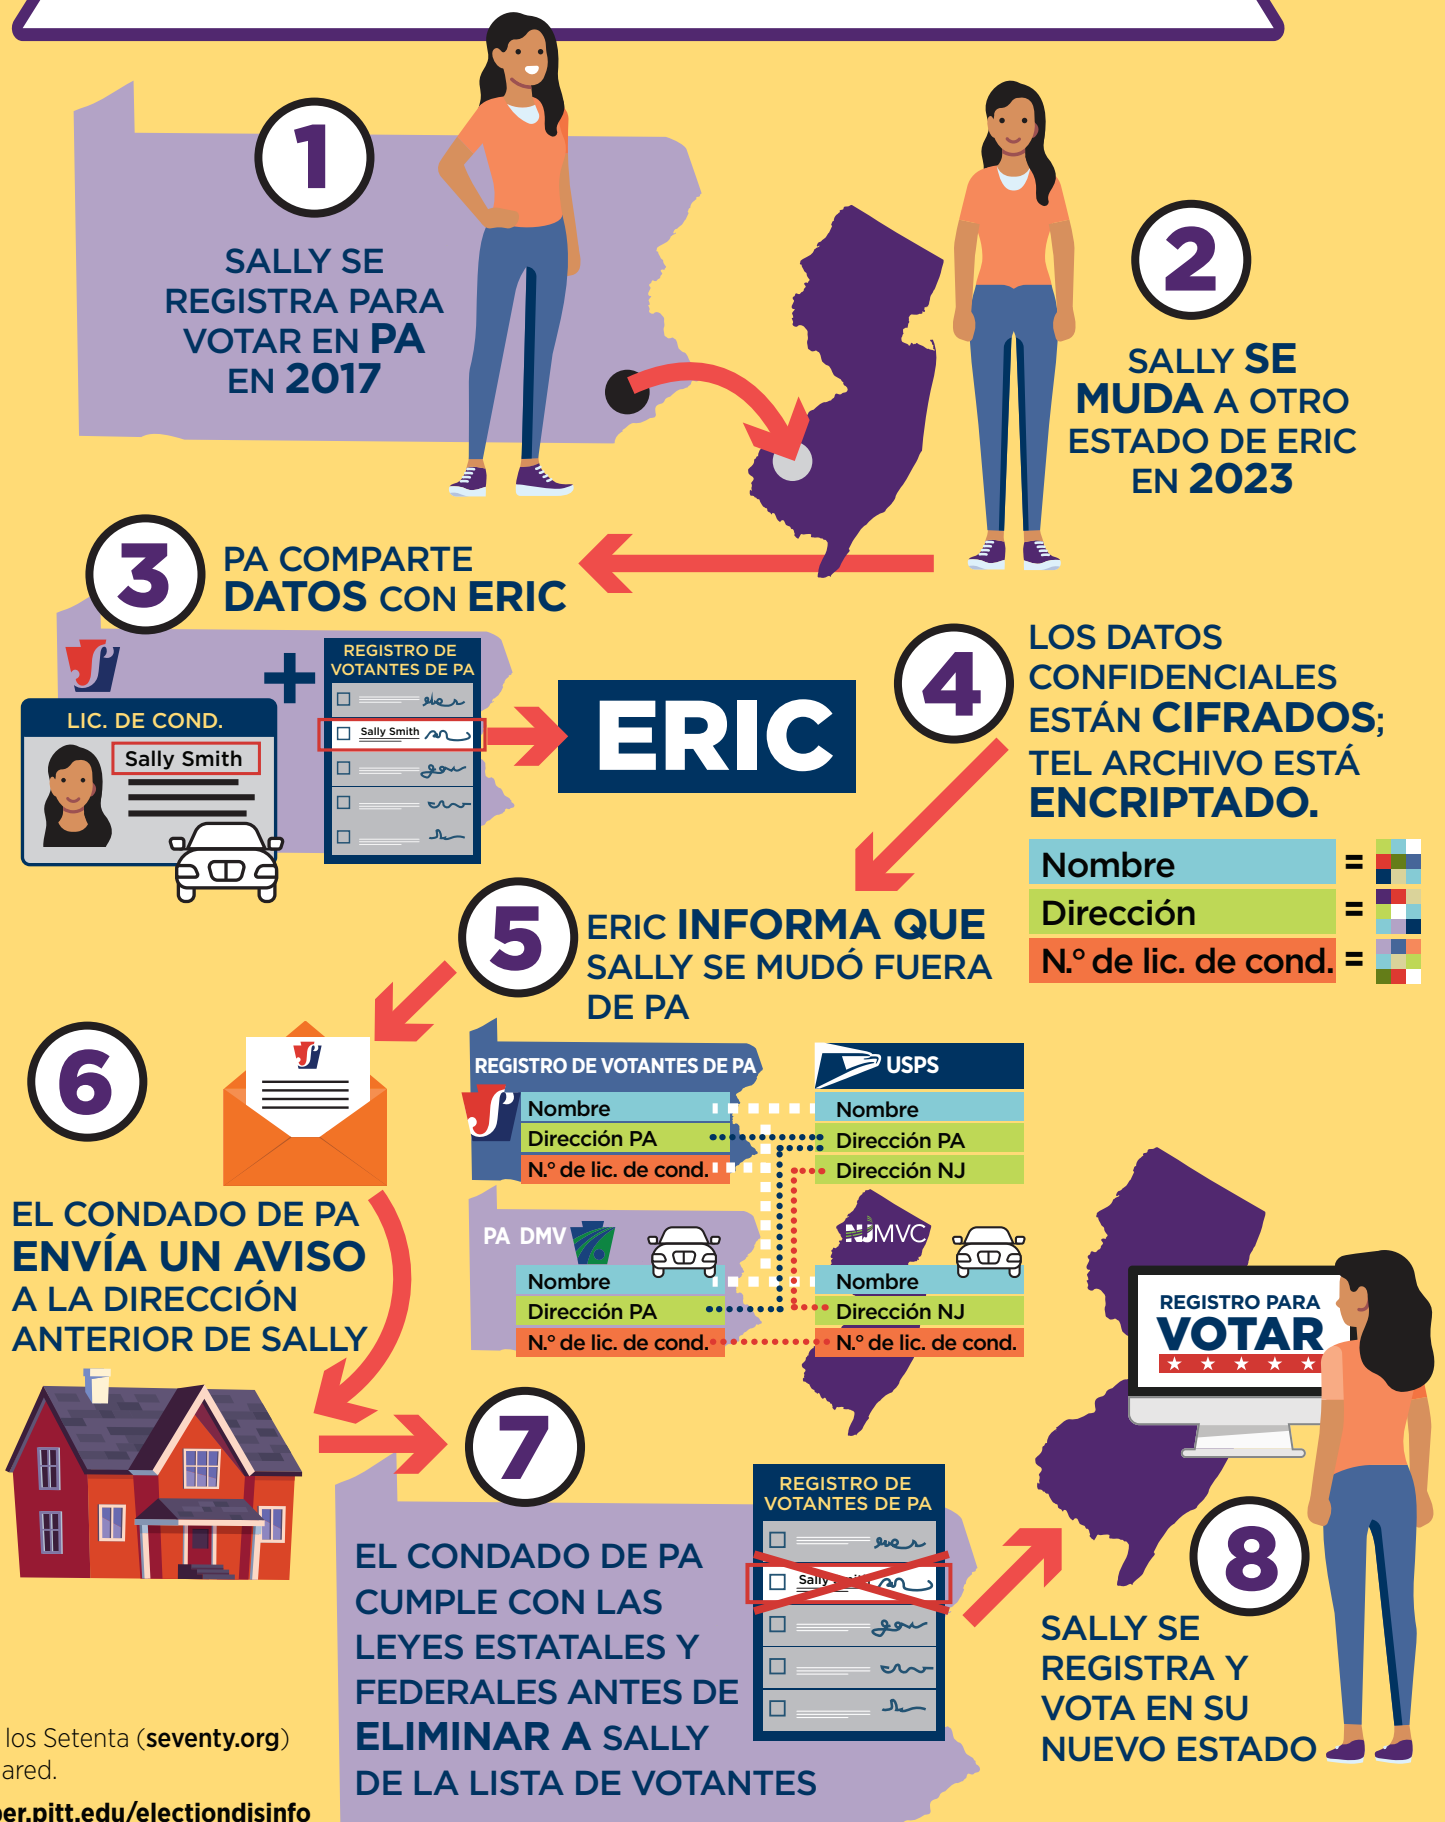 1
SALLY SE
REGISTRA PARA
VOTAR EN PA
EN 2017
2
SALLY SE
MUDA A OTRO
ESTADO DE ERIC
EN 2023
3
PA COMPARTE
DATOS CON ERIC
LIC. DE COND.
Sally Smith
+
REGISTRO DE
VOTANTES DE PA
Sally Smith
ERIC
4
LOS DATOS
CONFIDENCIALES
ESTÁN CIFRADOS;
TEL ARCHIVO ESTÁ
ENCRIPTADO.
Nombre =
Dirección =
N.º de lic. de cond. =
5
ERIC INFORMA QUE
SALLY SE MUDÓ FUERA
DE PA
REGISTRO DE VOTANTES DE PA
Nombre
Dirección PA
N.º de lic. de cond.
USPS
Nombre
Dirección PA
Dirección NJ
PA DMV
Nombre
Dirección PA
N.º de lic. de cond.
NJMVC
Nombre
Dirección NJ
N.º de lic. de cond.
6
EL CONDADO DE PA
ENVÍA UN AVISO
A LA DIRECCIÓN
ANTERIOR DE SALLY
7
EL CONDADO DE PA
CUMPLE CON LAS
LEYES ESTATALES Y
FEDERALES ANTES DE
ELIMINAR A SALLY
DE LA LISTA DE VOTANTES
REGISTRO DE
VOTANTES DE PA
Sally
REGISTRO PARA
VOTAR
8
SALLY SE
REGISTRA Y
VOTA EN SU
NUEVO ESTADO
los Setenta (seventy.org)
ared.
er.pitt.edu/electiondisinfo